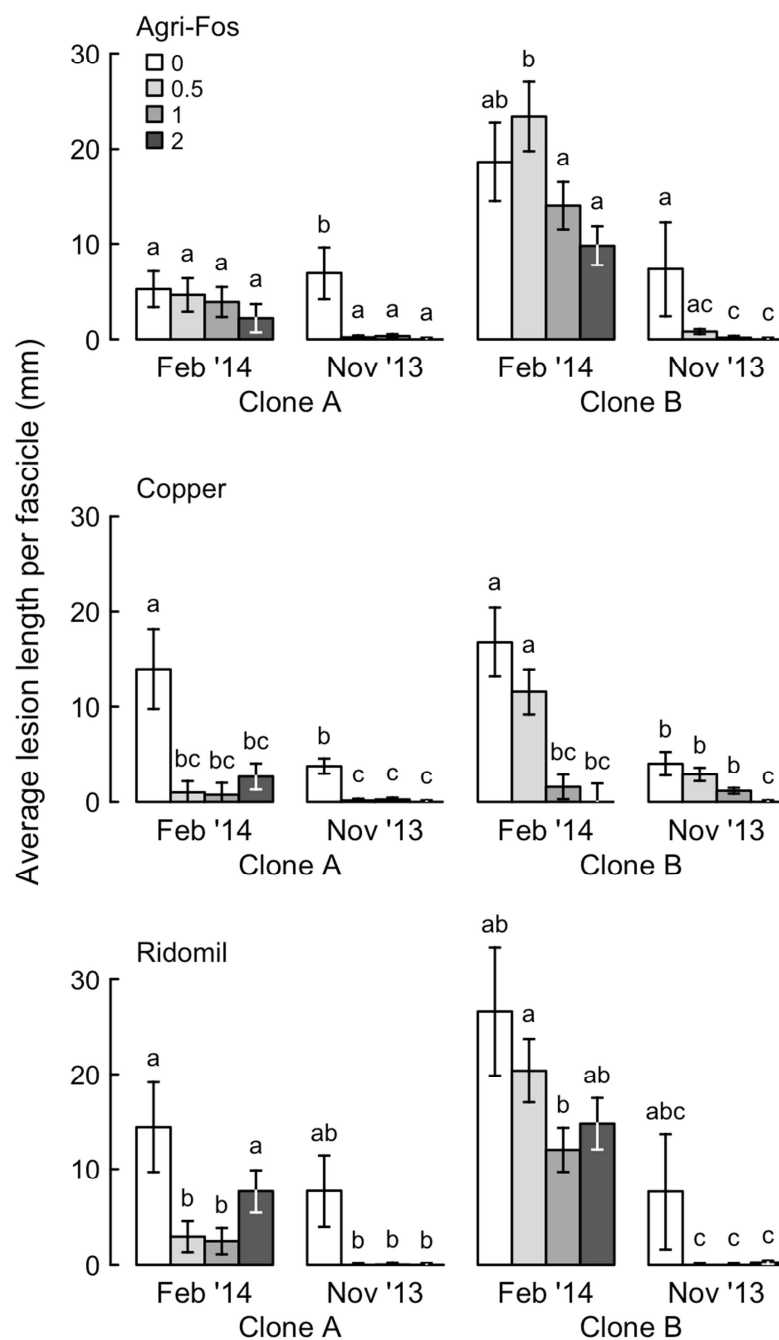 Average lesion length per fascicle (mm)
Agri-Fos
0
0.5
1
2
30
20
10
0
a a a a
b a a a
ab b a a
a ac c c
Feb '14 Nov '13 Feb '14 Nov '13
Clone A Clone B
Copper
30
20
10
0
a bc bc bc
b c c c
a a bc bc
b b b c
Feb '14 Nov '13 Feb '14 Nov '13
Clone A Clone B
Ridomil
30
20
10
0
a b b a
ab b b b
ab a b ab
abc c c c
Feb '14 Nov '13 Feb '14 Nov '13
Clone A Clone B